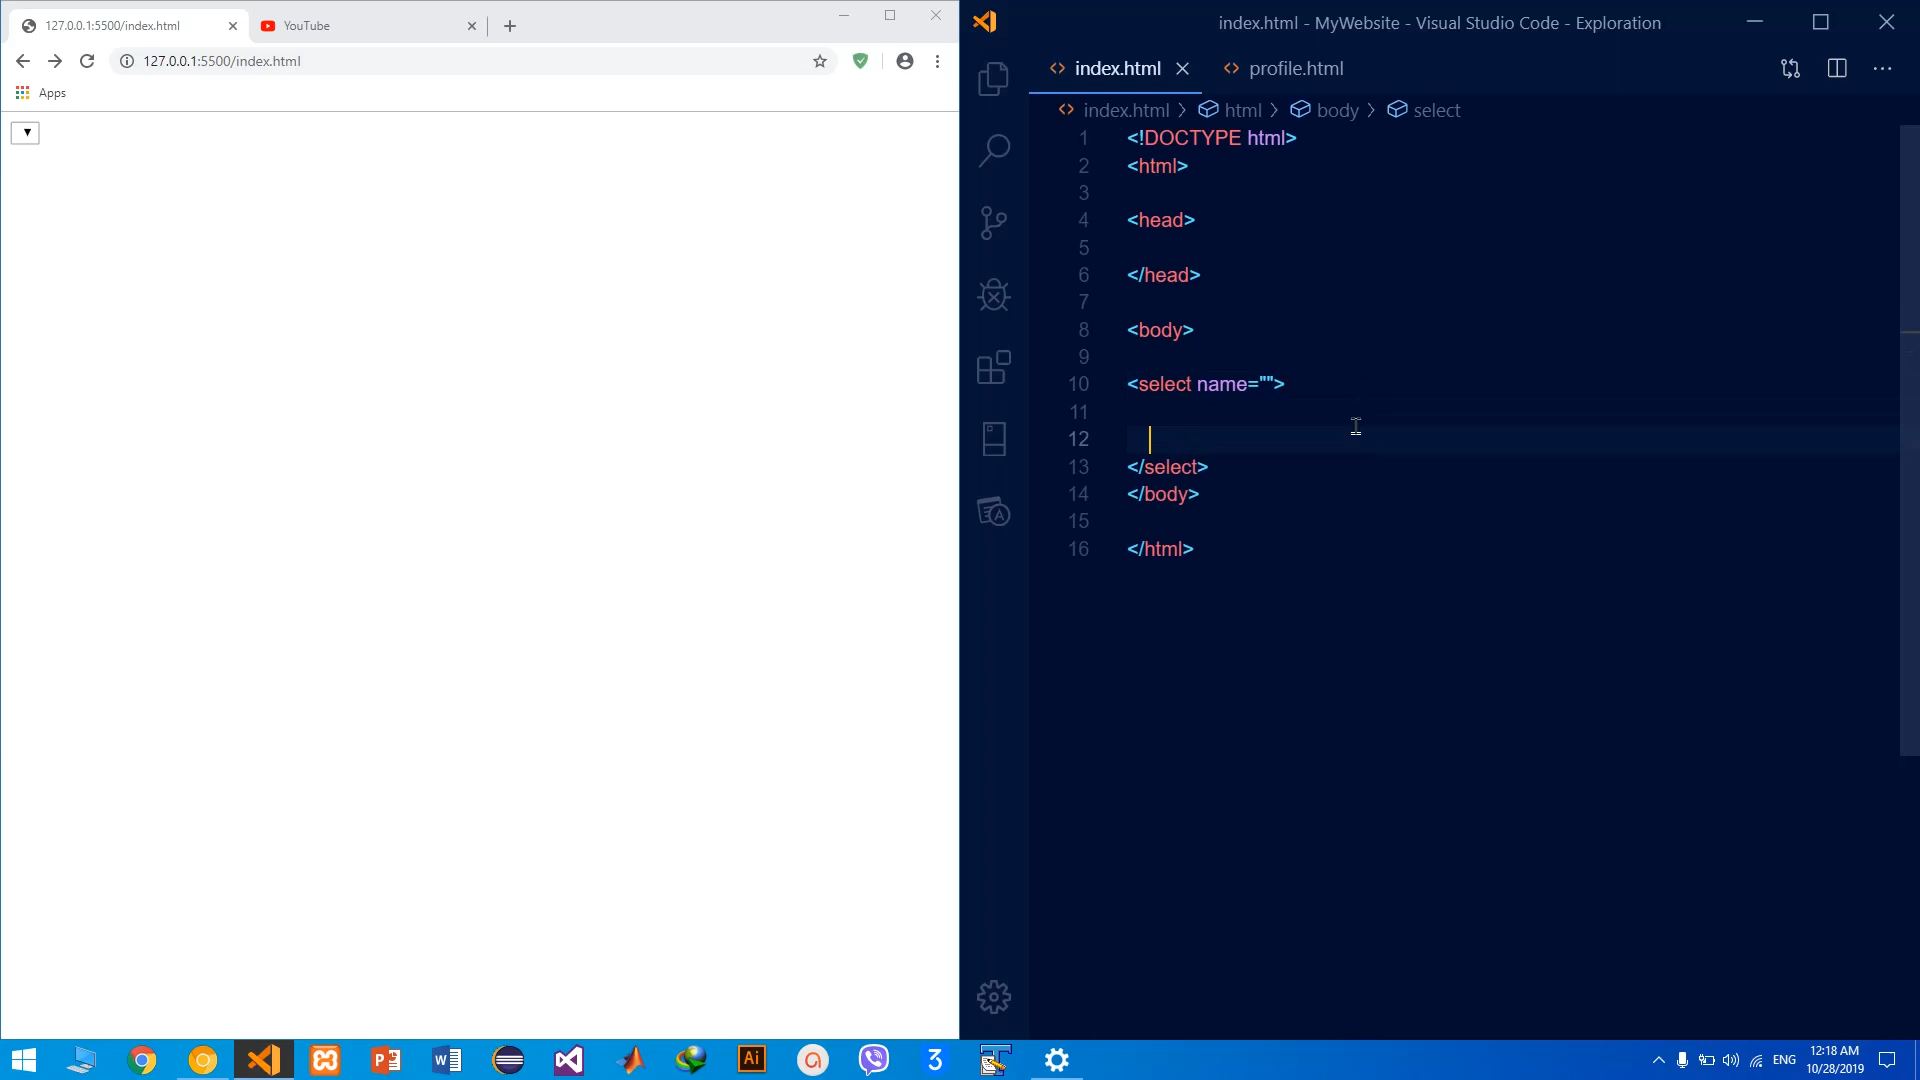 127.0.0.1:5500/index.html
YouTube
127.0.0.1:5500/index.html
Apps
index.html - MyWebsite - Visual Studio Code - Exploration
index.html
profile.html
index.html > html > body > select
1 <!DOCTYPE html>
2 <html>
3
4 <head>
5
6 </head>
7
8 <body>
9
10 <select name="">
11
12
13 </select>
14 </body>
15
16 </html>
ENG
12:18 AM
10/28/2019